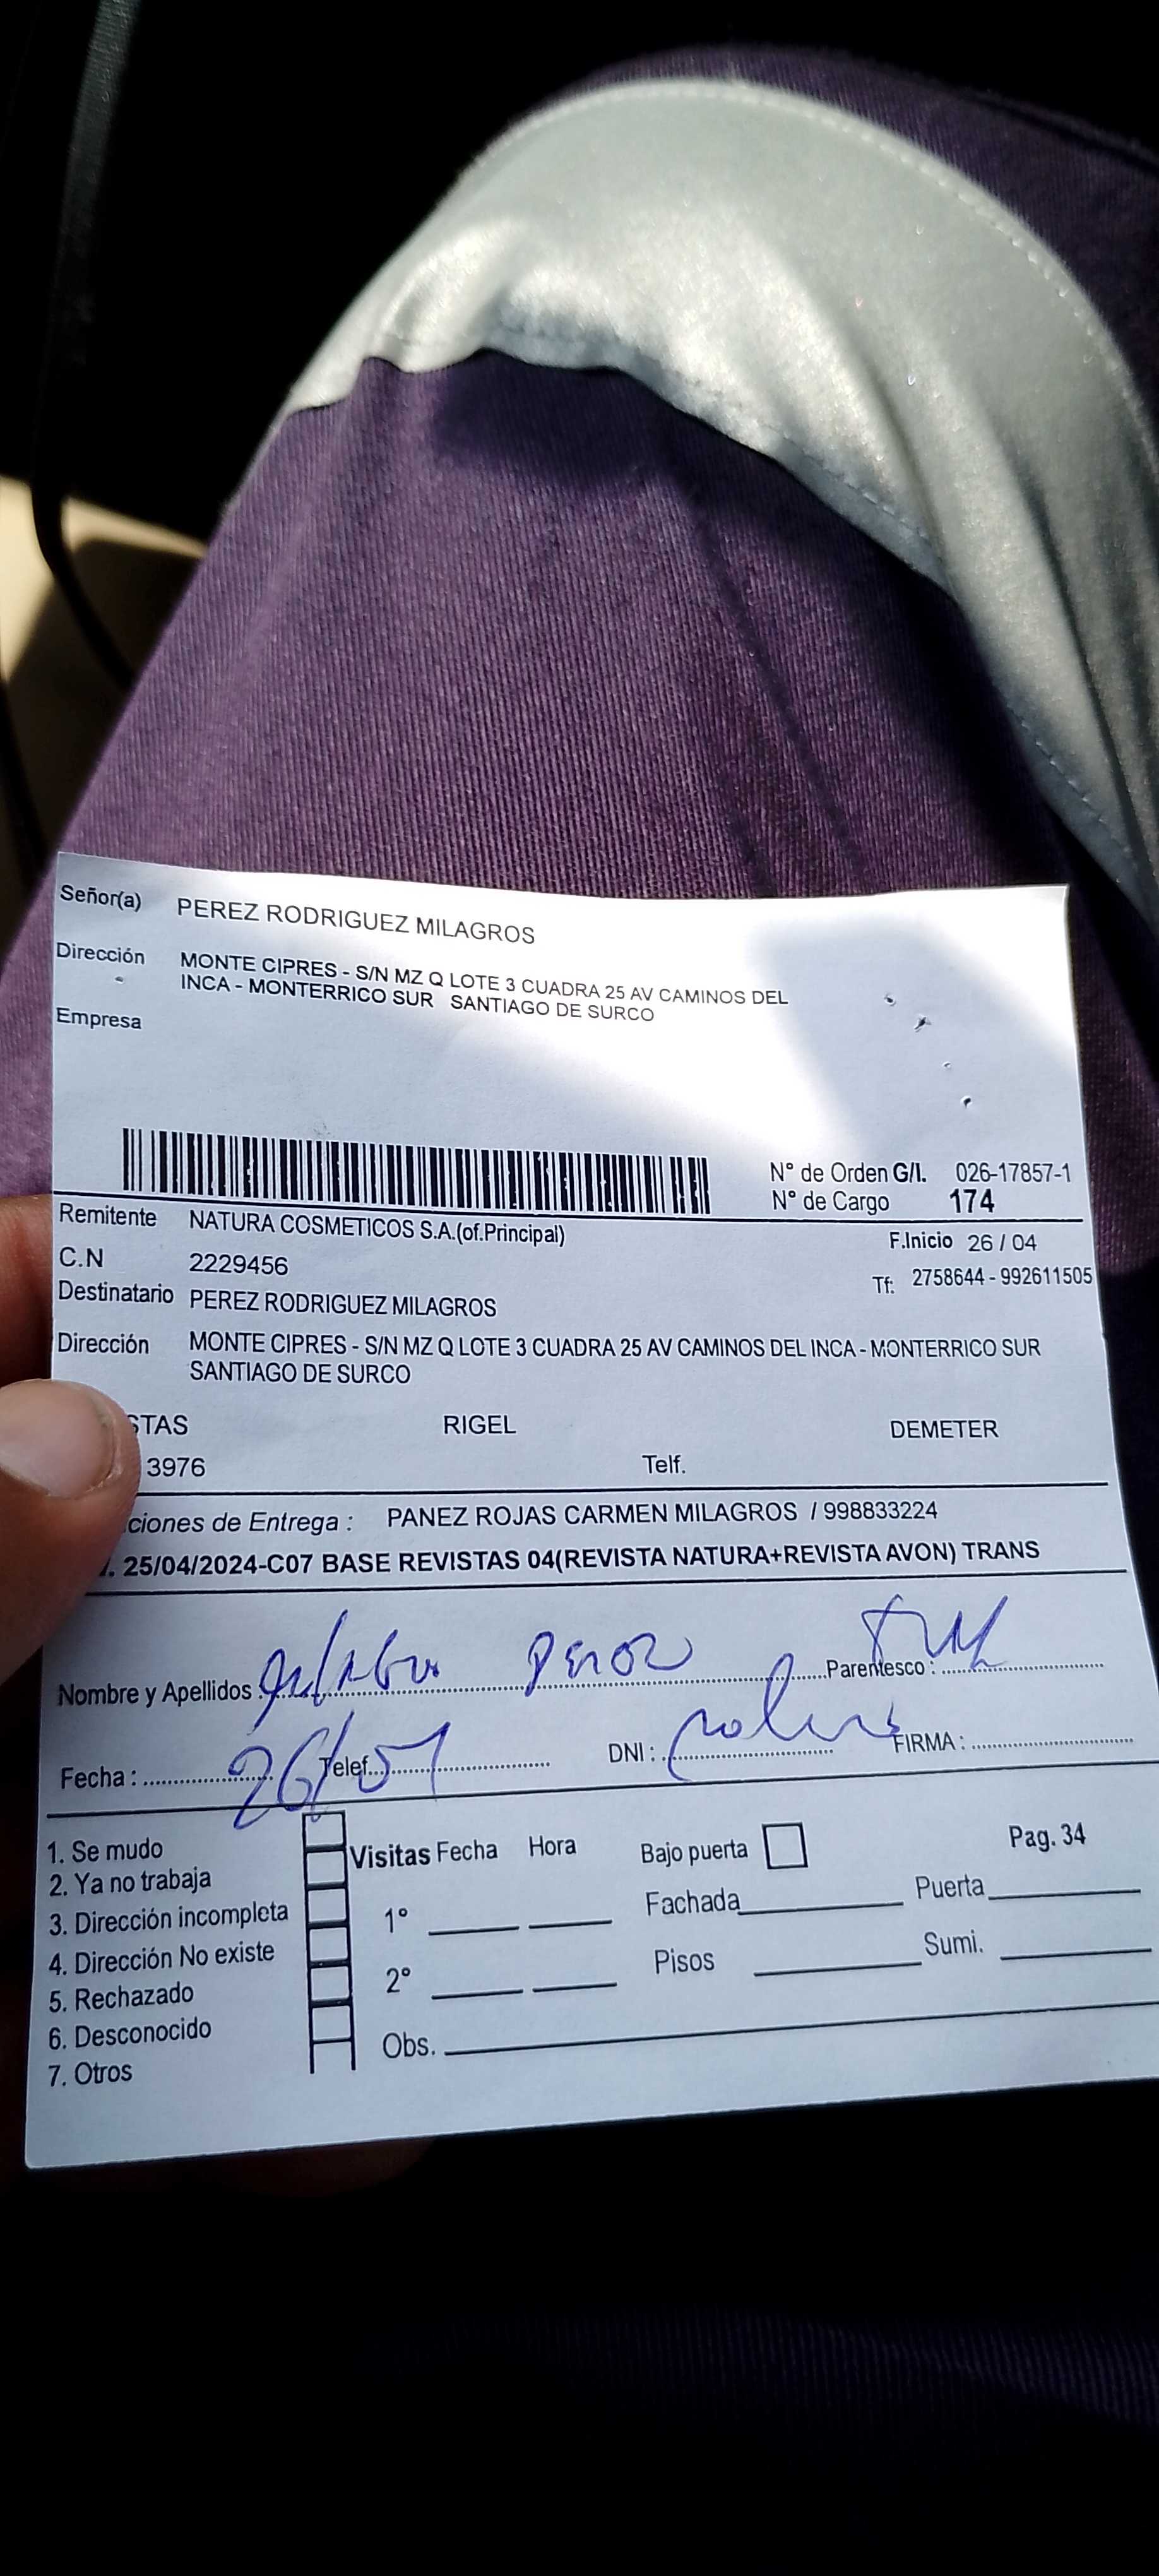 Señor(a) PEREZ RODRIGUEZ MILAGROS
Dirección MONTE CIPRES - S/N MZ Q LOTE 3 CUADRA 25 AV CAMINOS DEL
INCA - MONTERRICO SUR SANTIAGO DE SURCO
Empresa
N° de Orden G/I. 026-17857-1
N° de Cargo 174
Remitente NATURA COSMETICOS S.A.(of.Principal)
F.Inicio 26 / 04
C.N 2229456
Tf: 2758644 - 992611505
Destinatario PEREZ RODRIGUEZ MILAGROS
Dirección MONTE CIPRES - S/N MZ Q LOTE 3 CUADRA 25 AV CAMINOS DEL INCA - MONTERRICO SUR
SANTIAGO DE SURCO
STAS RIGEL DEMETER
3976 Telf.
ciones de Entrega : PANEZ ROJAS CARMEN MILAGROS / 998833224
. 25/04/2024-C07 BASE REVISTAS 04(REVISTA NATURA+REVISTA AVON) TRANS
Nombre y Apellidos : Perez Parentesco :
Fecha : 26/04 Telef. DNI : FIRMA :
1. Se mudo
2. Ya no trabaja
3. Dirección incompleta
4. Dirección No existe
5. Rechazado
6. Desconocido
7. Otros
Visitas Fecha Hora
1°
2°
Obs.
Bajo puerta
Fachada
Pisos
Pag. 34
Puerta
Sumi.